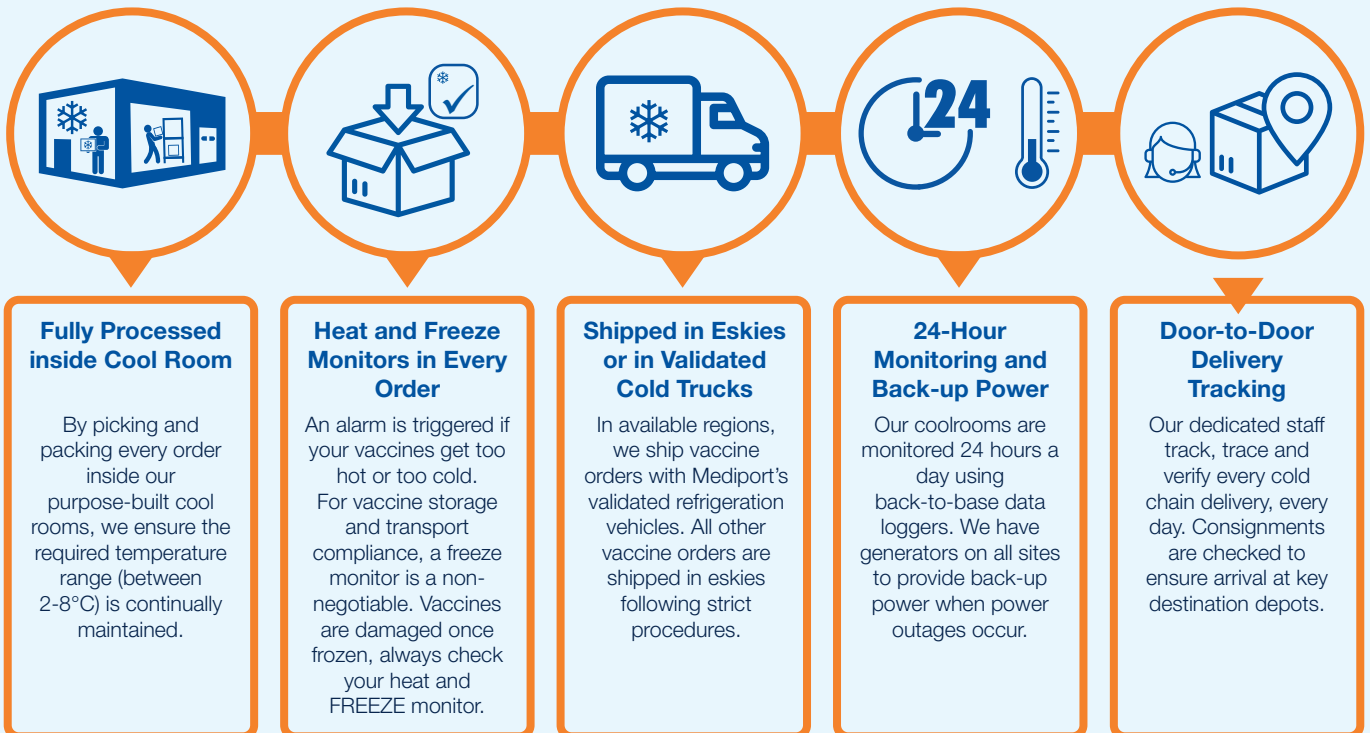 24
Fully Processed
inside Cool Room
By picking and
packing every order
inside our
purpose-built cool
rooms, we ensure the
required temperature
range (between
2-8°C) is continually
maintained.
Heat and Freeze
Monitors in Every
Order
An alarm is triggered if
your vaccines get too
hot or too cold.
For vaccine storage
and transport
compliance, a freeze
monitor is a non-
negotiable. Vaccines
are damaged once
frozen, always check
your heat and
FREEZE monitor.
Shipped in Eskies
or in Validated
Cold Trucks
In available regions,
we ship vaccine
orders with Mediport's
validated refrigeration
vehicles. All other
vaccine orders are
shipped in eskies
following strict
procedures.
24-Hour
Monitoring and
Back-up Power
Our coolrooms are
monitored 24 hours a
day using
back-to-base data
loggers. We have
generators on all sites
to provide back-up
power when power
outages occur.
Door-to-Door
Delivery
Tracking
Our dedicated staff
track, trace and
verify every cold
chain delivery, every
day. Consignments
are checked to
ensure arrival at key
destination depots.